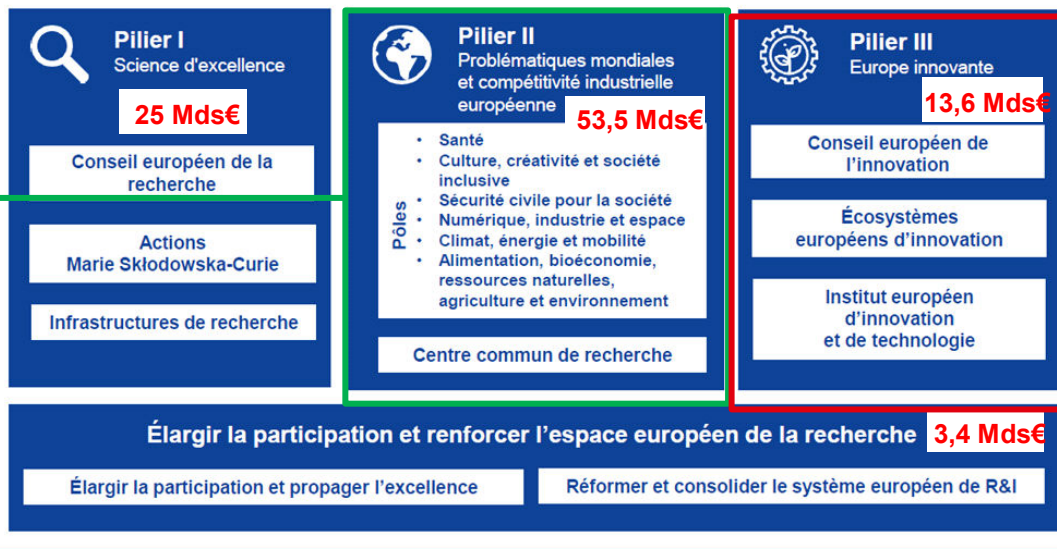 Pilier I
Science d'excellence
25 Mds€
Conseil européen de la
recherche
Actions
Marie Skłodowska-Curie
Infrastructures de recherche
Pilier II
Problématiques mondiales
et compétitivité industrielle
européenne
53,5 Mds€
Pôles
• Santé
• Culture, créativité et société
inclusive
• Sécurité civile pour la société
• Numérique, industrie et espace
• Climat, énergie et mobilité
• Alimentation, bioéconomie,
ressources naturelles,
agriculture et environnement
Centre commun de recherche
Pilier III
Europe innovante
13,6 Mds€
Conseil européen de
l'innovation
Écosystèmes
européens d'innovation
Institut européen
d'innovation
et de technologie
Élargir la participation et renforcer l'espace européen de la recherche
3,4 Mds€
Élargir la participation et propager l'excellence
Réformer et consolider le système européen de R&I